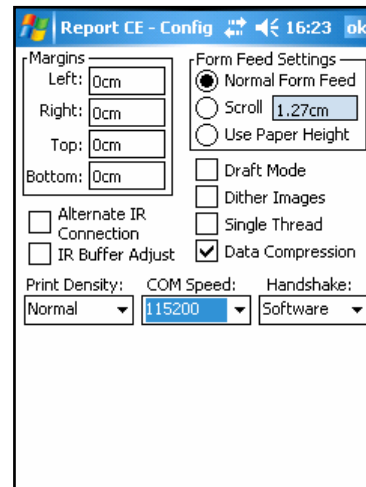 Report CE - Config 16:23 ok
Margins
Left: 0cm
Right: 0cm
Top: 0cm
Bottom: 0cm
Form Feed Settings
Normal Form Feed
Scroll 1.27cm
Use Paper Height
Alternate IR
Connection
IR Buffer Adjust
Draft Mode
Dither Images
Single Thread
Data Compression
Print Density: COM Speed: Handshake:
Normal 115200 Software